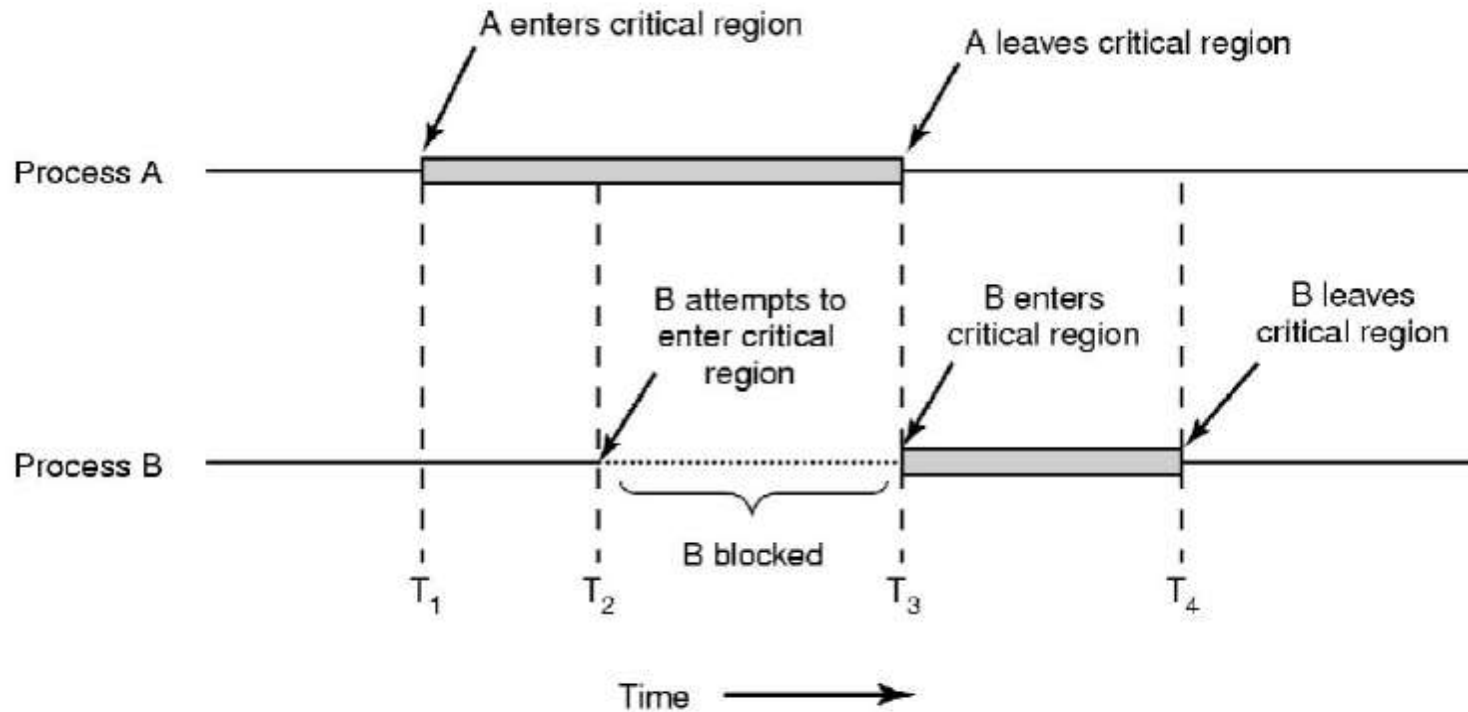 A enters critical region
A leaves critical region
Process A
B attempts to
enter critical
region
B enters
critical region
B leaves
critical region
Process B
B blocked
T1
T2
T3
T4
Time